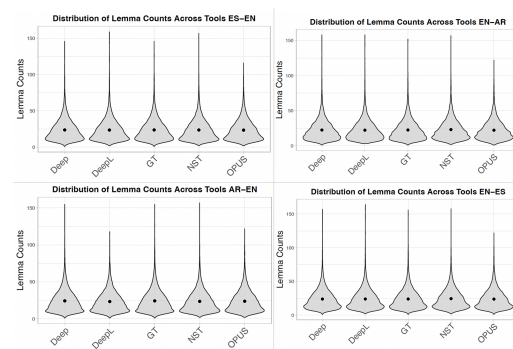 Distribution of Lemma Counts Across Tools ES–EN
Lemma Counts
150
100
50
0
Deep
DeepL
GT
NST
OPUS
Distribution of Lemma Counts Across Tools EN–AR
Lemma Counts
150
100
50
0
Deep
DeepL
GT
NST
OPUS
Distribution of Lemma Counts Across Tools AR–EN
Lemma Counts
150
100
50
0
Deep
DeepL
GT
NST
OPUS
Distribution of Lemma Counts Across Tools EN–ES
Lemma Counts
150
100
50
0
Deep
DeepL
GT
NST
OPUS